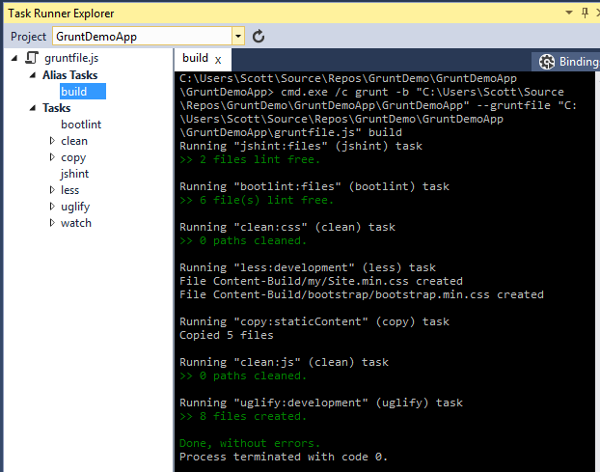 Task Runner Explorer
Project GruntDemoApp
gruntfile.js
Alias Tasks
build
Tasks
bootlint
clean
copy
jshint
less
uglify
watch
build x
Binding
C:\Users\Scott\Source\Repos\GruntDemo\GruntDemoApp
\GruntDemoApp> cmd.exe /c grunt -b "C:\Users\Scott\Source
\Repos\GruntDemo\GruntDemoApp\GruntDemoApp" --gruntfile "C:
\Users\Scott\Source\Repos\GruntDemo\GruntDemoApp
\GruntDemoApp\gruntfile.js" build
Running "jshint:files" (jshint) task
>> 2 files lint free.
Running "bootlint:files" (bootlint) task
>> 6 file(s) lint free.
Running "clean:css" (clean) task
>> 0 paths cleaned.
Running "less:development" (less) task
File Content-Build/my/Site.min.css created
File Content-Build/bootstrap/bootstrap.min.css created
Running "copy:staticContent" (copy) task
Copied 5 files
Running "clean:js" (clean) task
>> 0 paths cleaned.
Running "uglify:development" (uglify) task
>> 8 files created.
Done, without errors.
Process terminated with code 0.